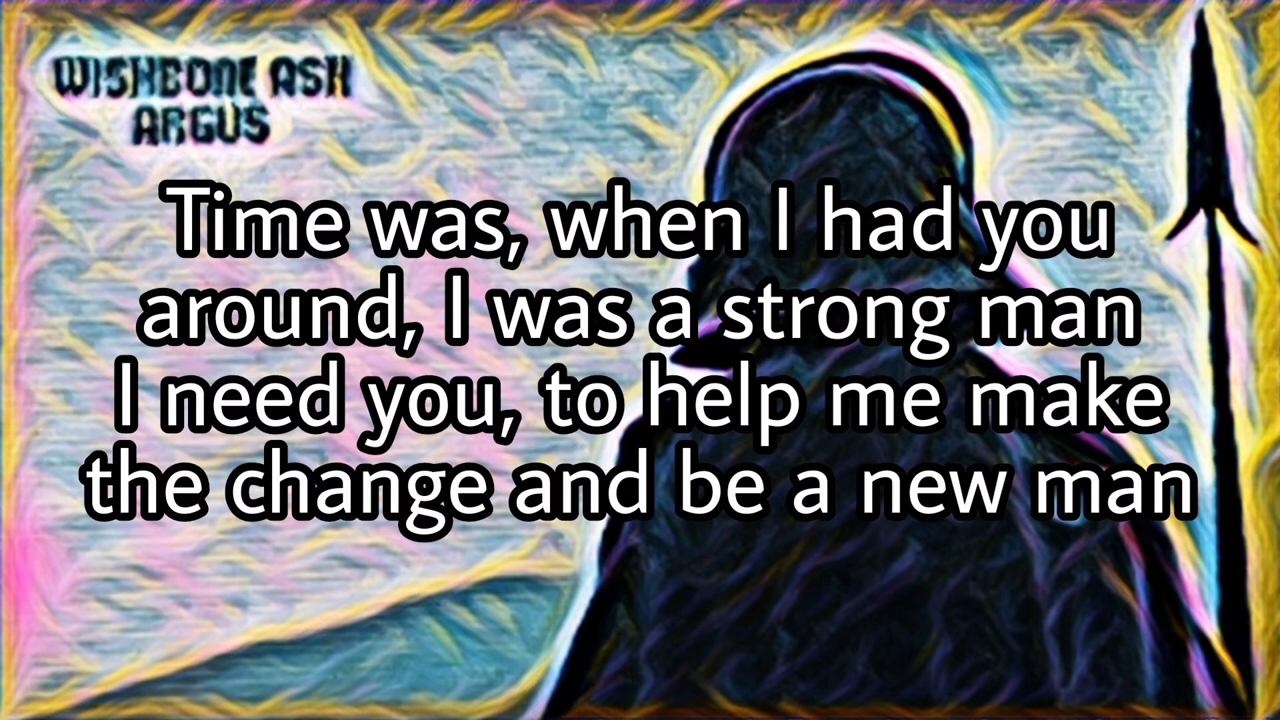 WISHBONE ASH
ARGUS
Time was, when I had you
around, I was a strong man
I need you, to help me make
the change and be a new man